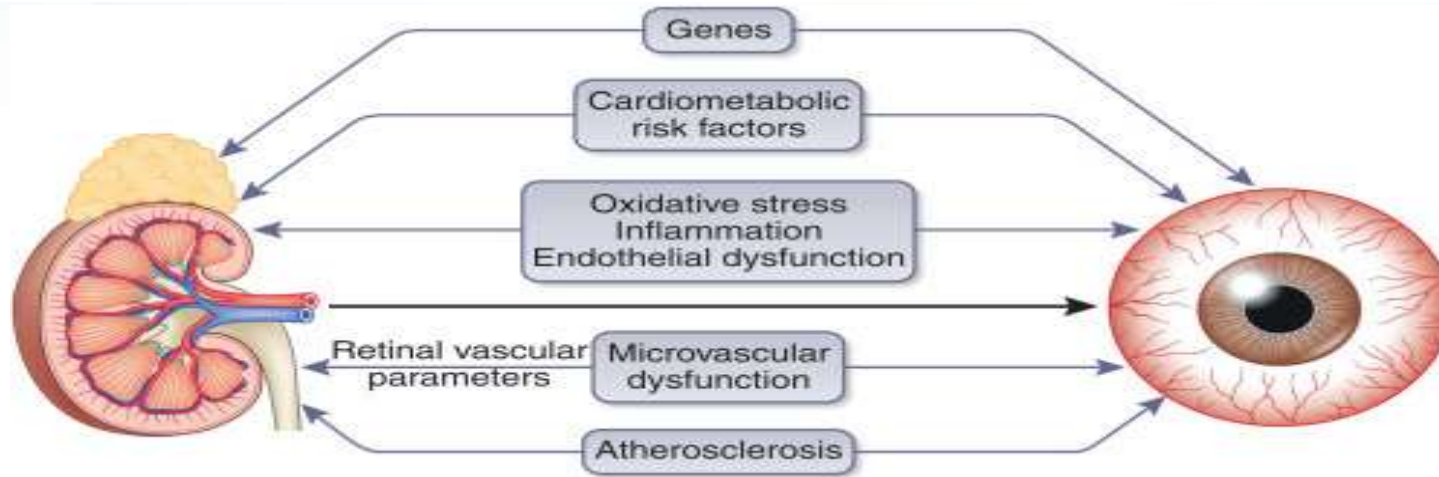 Genes
Cardiometabolic
risk factors
Oxidative stress
Inflammation
Endothelial dysfunction
Retinal vascular
parameters
Microvascular
dysfunction
Atherosclerosis